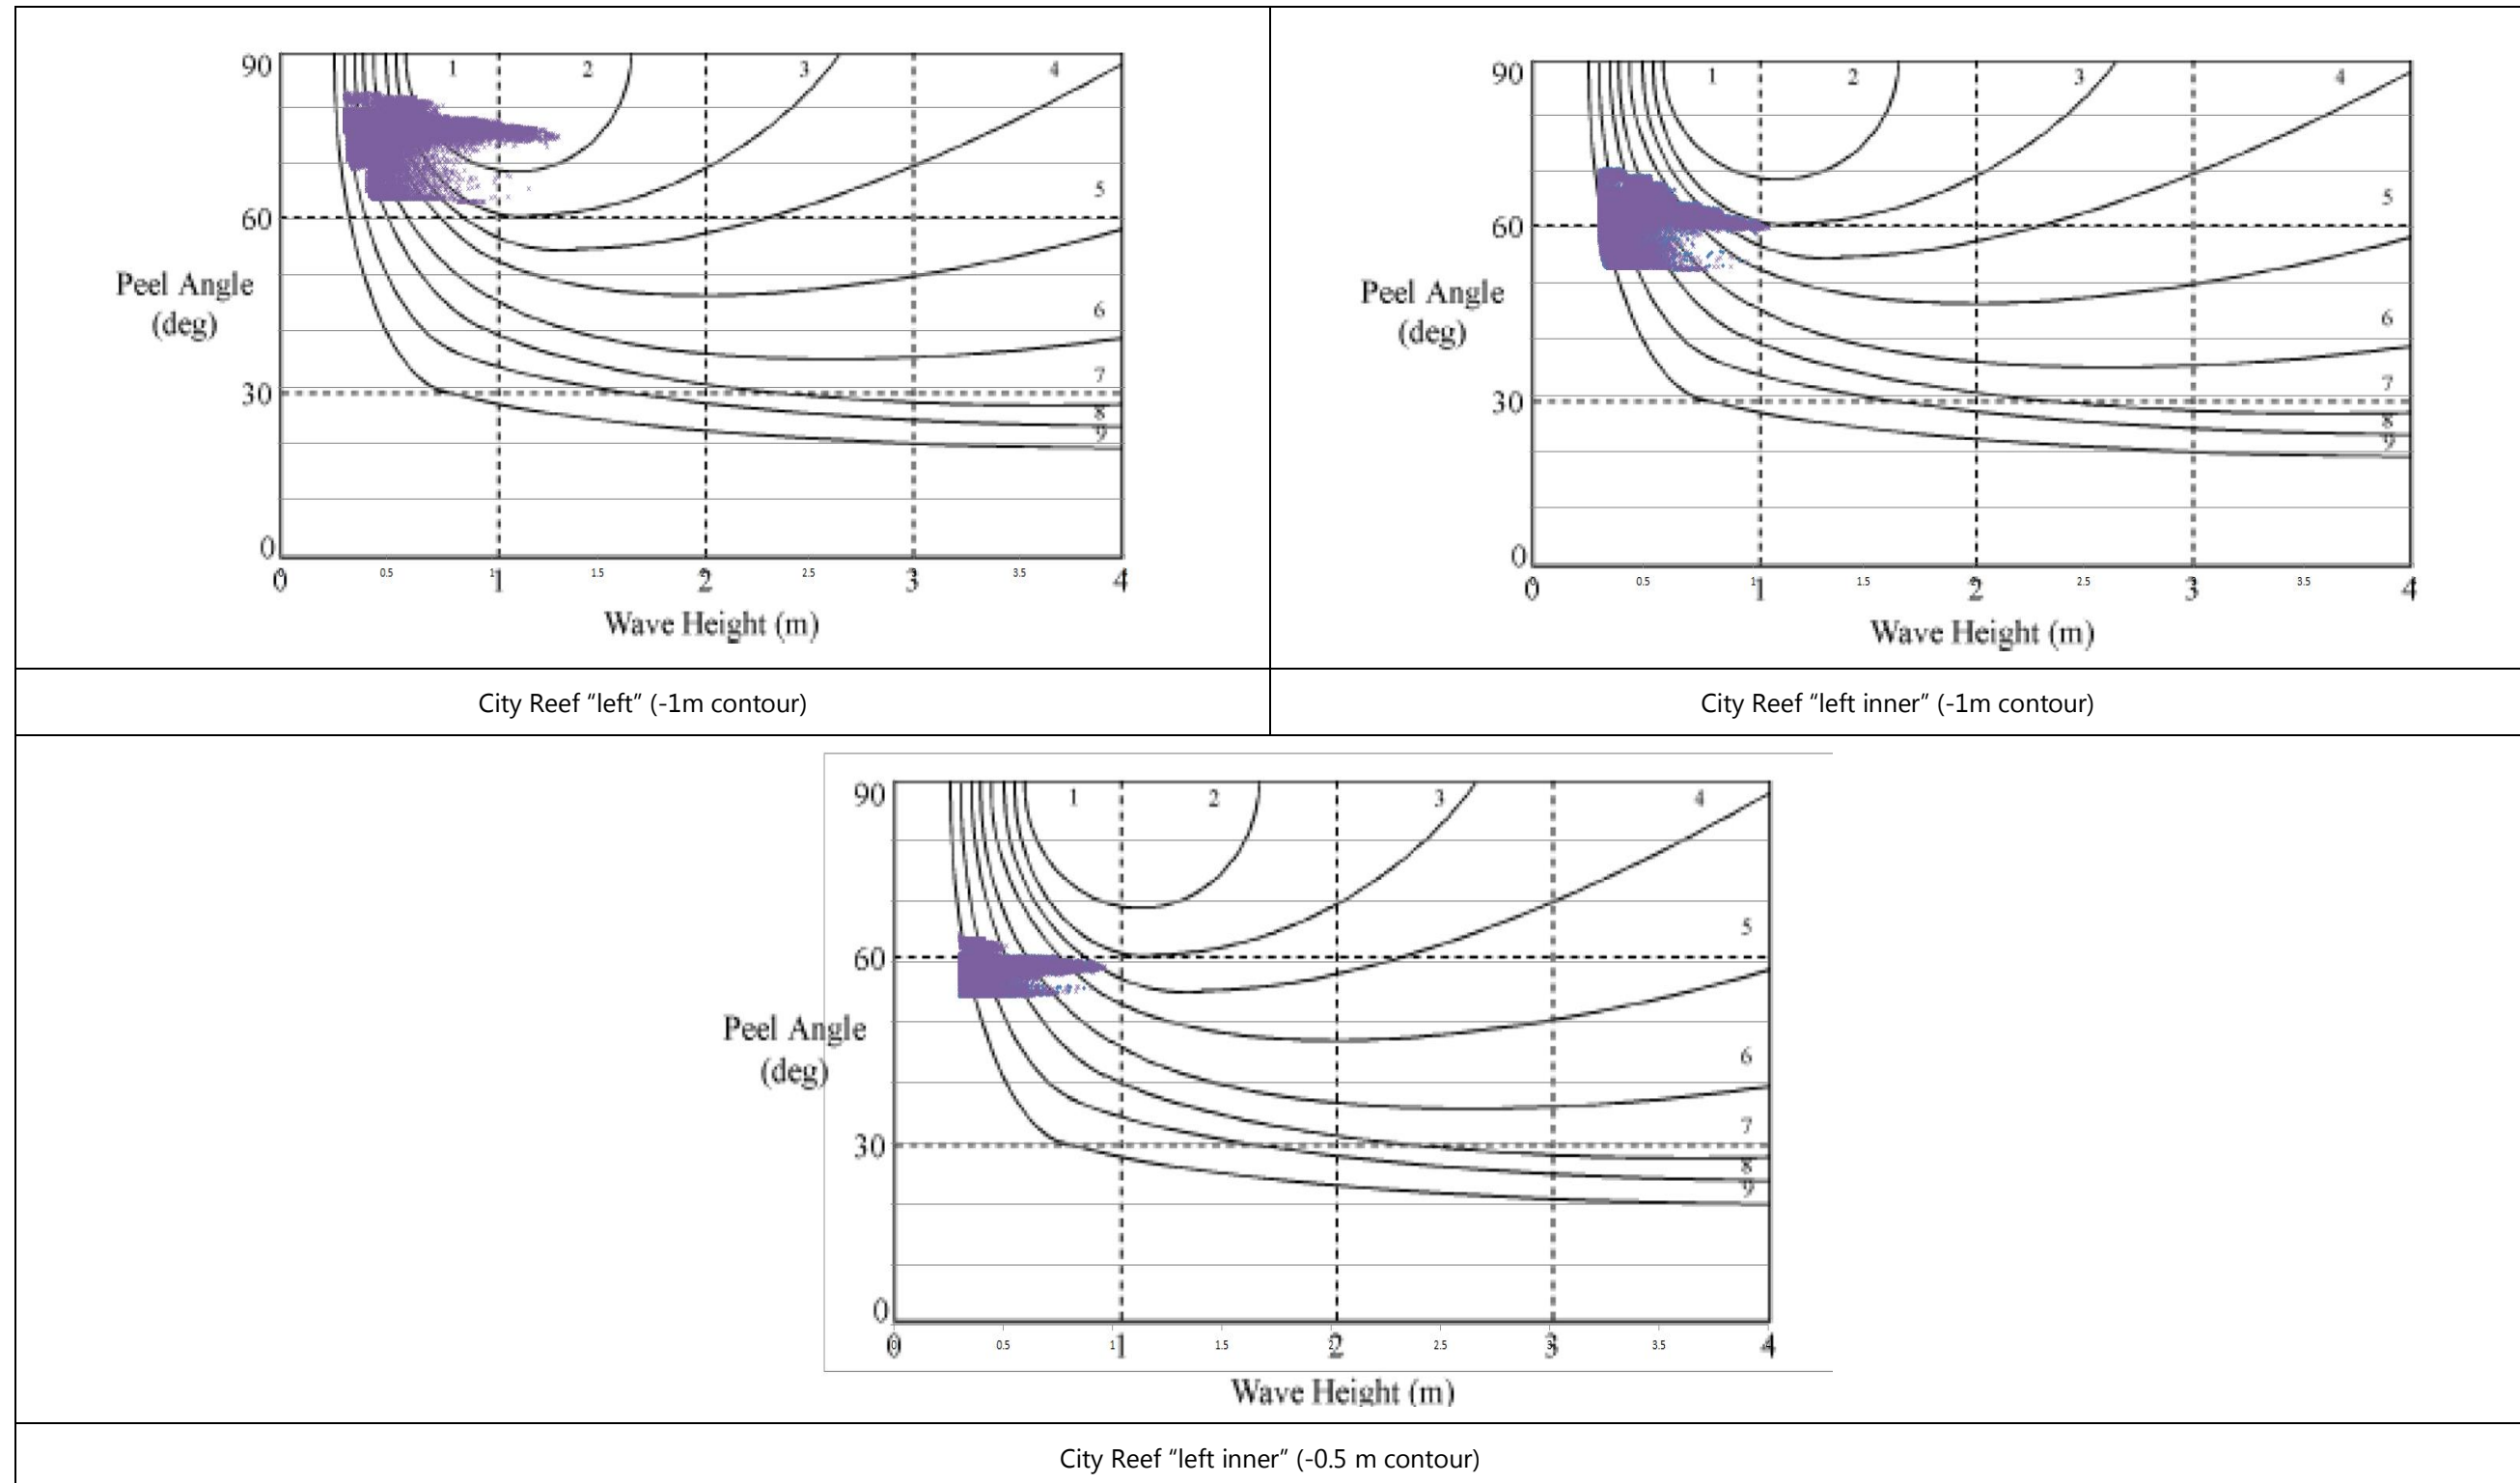 90
1
2
3
4
5
60
Peel Angle
(deg)
6
30
7
8
9
0
0 0.5 1 1.5 2 2.5 3 3.5 4
Wave Height (m)
City Reef “left” (-1m contour)
90
1
2
3
4
5
60
Peel Angle
(deg)
6
30
7
8
9
0
0 0.5 1 1.5 2 2.5 3 3.5 4
Wave Height (m)
City Reef “left inner” (-1m contour)
90
1
2
3
4
5
60
Peel Angle
(deg)
6
30
7
8
9
0
0 0.5 1 1.5 2 2.5 3 3.5 4
Wave Height (m)
City Reef “left inner” (-0.5 m contour)